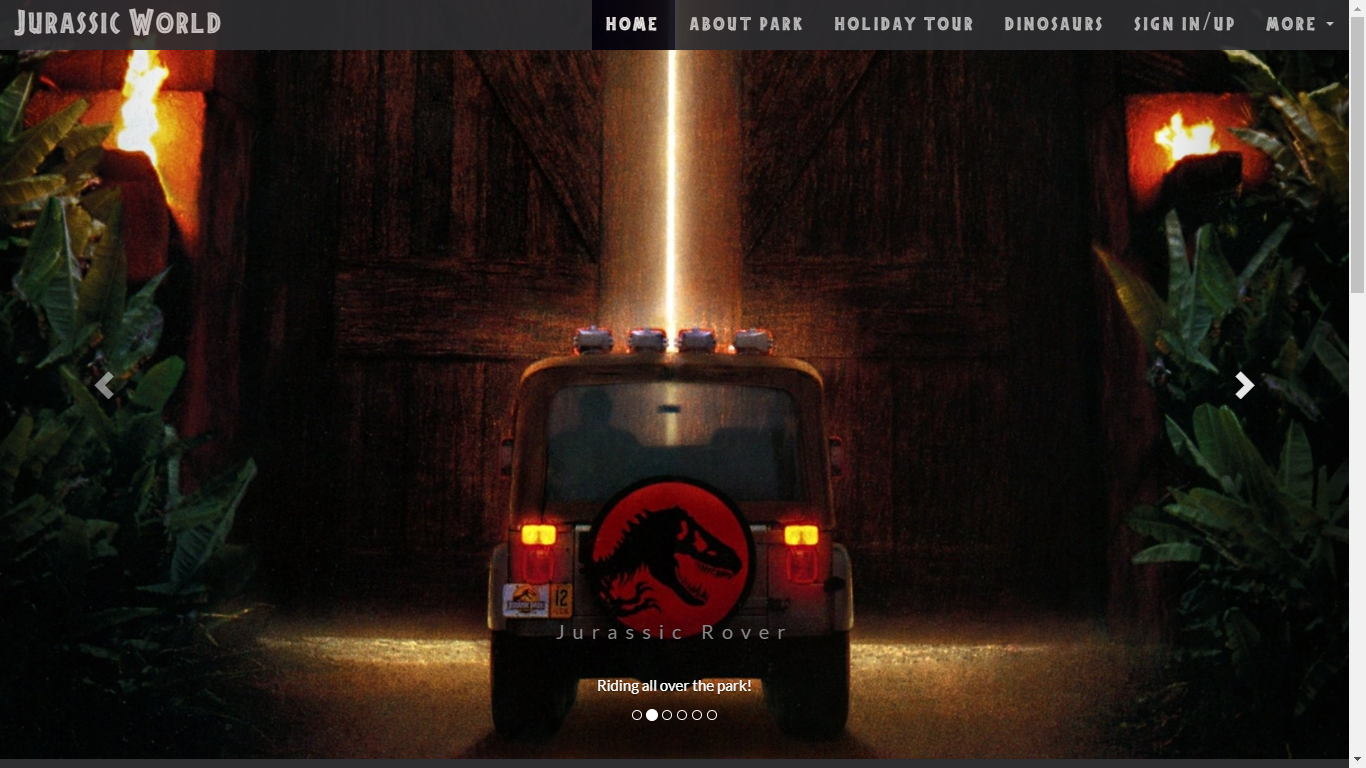 Jurassic World
HOME ABOUT PARK HOLIDAY TOUR DINOSAURS SIGN IN/UP MORE
12
Jurassic Rover
Riding all over the park!